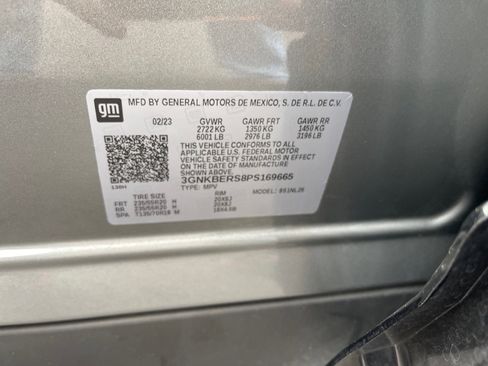 gm
MFD BY GENERAL MOTORS DE MEXICO, S. DE R.L. DE C.V.
02/23 GVWR GAWR FRT GAWR RR
2722 KG 1350 KG 1450 KG
6001 LB 2976 LB 3196 LB
THIS VEHICLE CONFORMS TO ALL
APPLICABLE U.S. FEDERAL MOTOR
VEHICLE SAFETY STANDARDS IN EFFECT
ON THE DATE OF MANUFACTURE
SHOWN ABOVE.
3GNKBERS8PS169665
TYPE: MPV MODEL:
TIRE SIZE RIM
FRT 235/55R20 H 20X8J
RR 235/55R20 H 20X8J
SPA T135/70R18 M